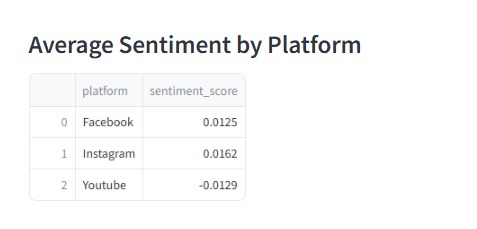 Average Sentiment by Platform
platform sentiment_score
0 Facebook 0.0125
1 Instagram 0.0162
2 Youtube -0.0129